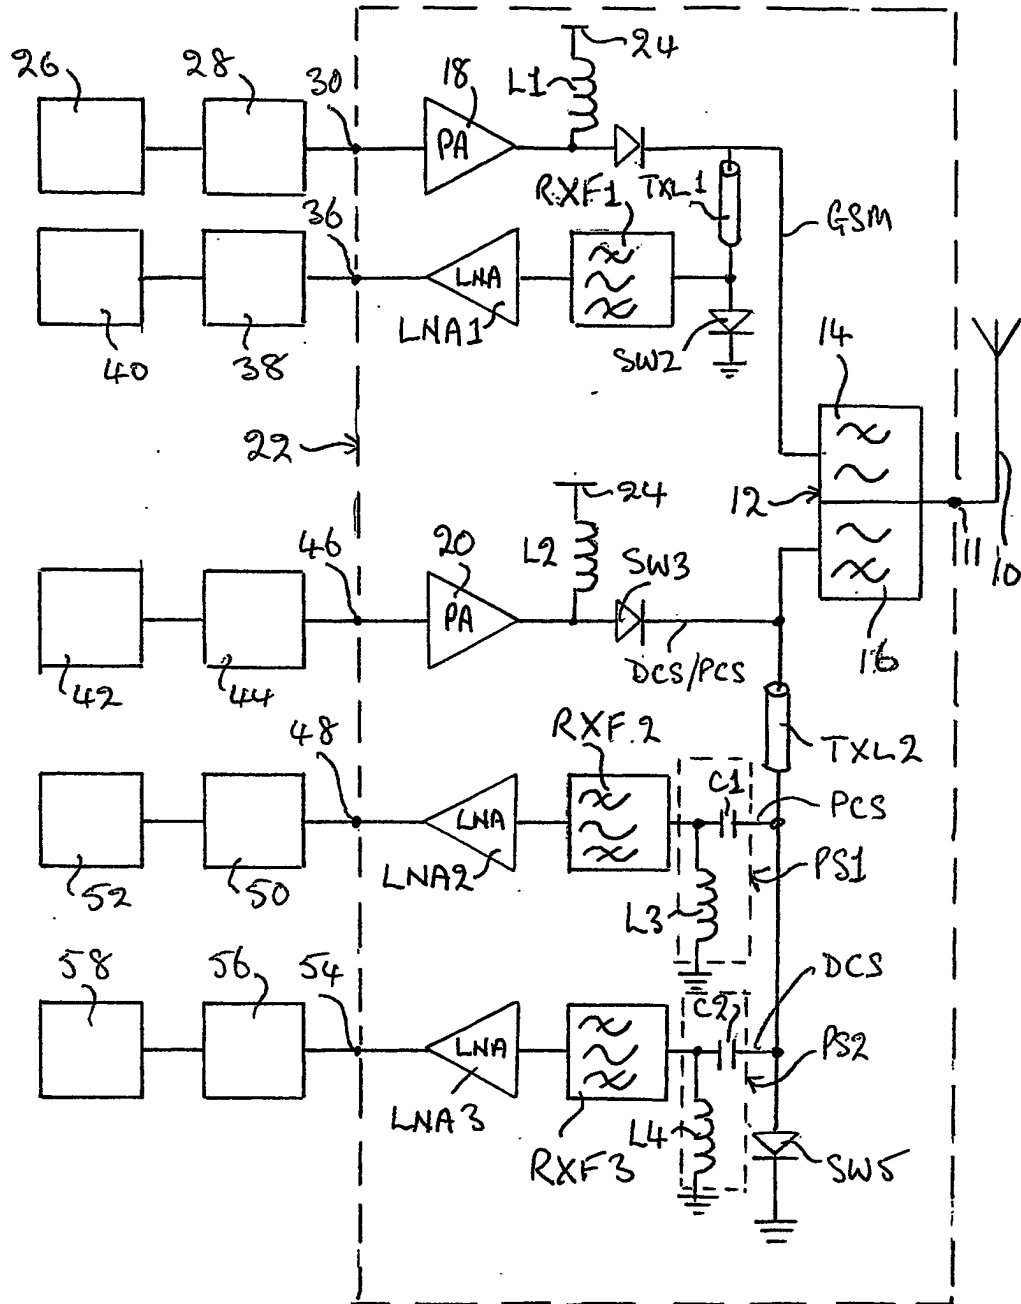 24
26
28
30
18
L1
PA
RXF1
TXL1
GSM
36
LNA
LNA1
SW2
40
38
14
22
12
11
10
24
46
20
L2
SW3
PA
DCS/PCS
16
42
44
48
RXF.2
TXL2
C1
PCS
LNA
LNA2
PS1
52
50
L3
58
56
54
DCS
C2
PS2
LNA
LNA3
L4
RXF3
SW5